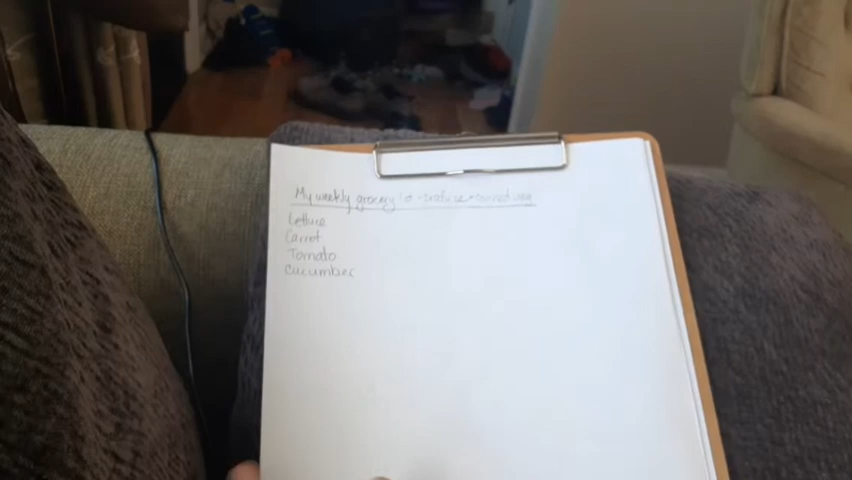 My weekly grocery
Lettuce
Carrot
Tomato
Cucumber